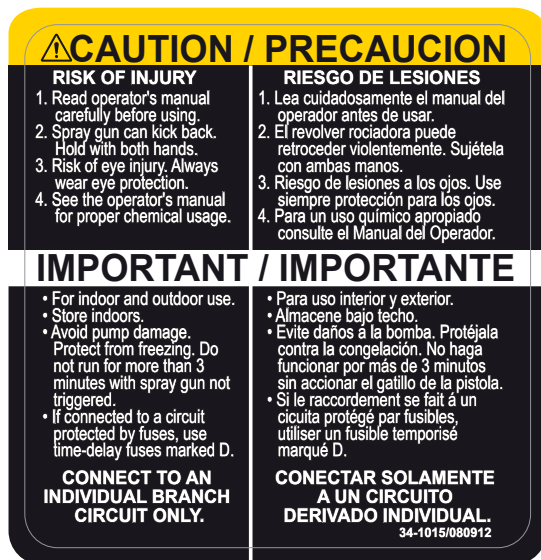 ⚠CAUTION / PRECAUCION
RISK OF INJURY
1. Read operator's manual
carefully before using.
2. Spray gun can kick back.
Hold with both hands.
3. Risk of eye injury. Always
wear eye protection.
4. See the operator's manual
for proper chemical usage.
RIESGO DE LESIONES
1. Lea cuidadosamente el manual del
operador antes de usar.
2. El revolver rociadora puede
retroceder violentemente. Sujétela
con ambas manos.
3. Riesgo de lesiones a los ojos. Use
siempre protección para los ojos.
4. Para un uso químico apropiado
consulte el Manual del Operador.
IMPORTANT / IMPORTANTE
• For indoor and outdoor use.
• Store indoors.
• Avoid pump damage.
Protect from freezing. Do
not run for more than 3
minutes with spray gun not
triggered.
• If connected to a circuit
protected by fuses, use
time-delay fuses marked D.
CONNECT TO AN
INDIVIDUAL BRANCH
CIRCUIT ONLY.
• Para uso interior y exterior.
• Almacene bajo techo.
• Evite daños á la bomba. Protéjala
contra la congelación. No haga
funcionar por más de 3 minutos
sin accionar el gatillo de la pistola.
• Si le raccordement se fait á un
cicuita protégé par fusibles,
utiliser un fusible temporisé
marqué D.
CONECTAR SOLAMENTE
A UN CIRCUITO
DERIVADO INDIVIDUAL.
34-1015/080912